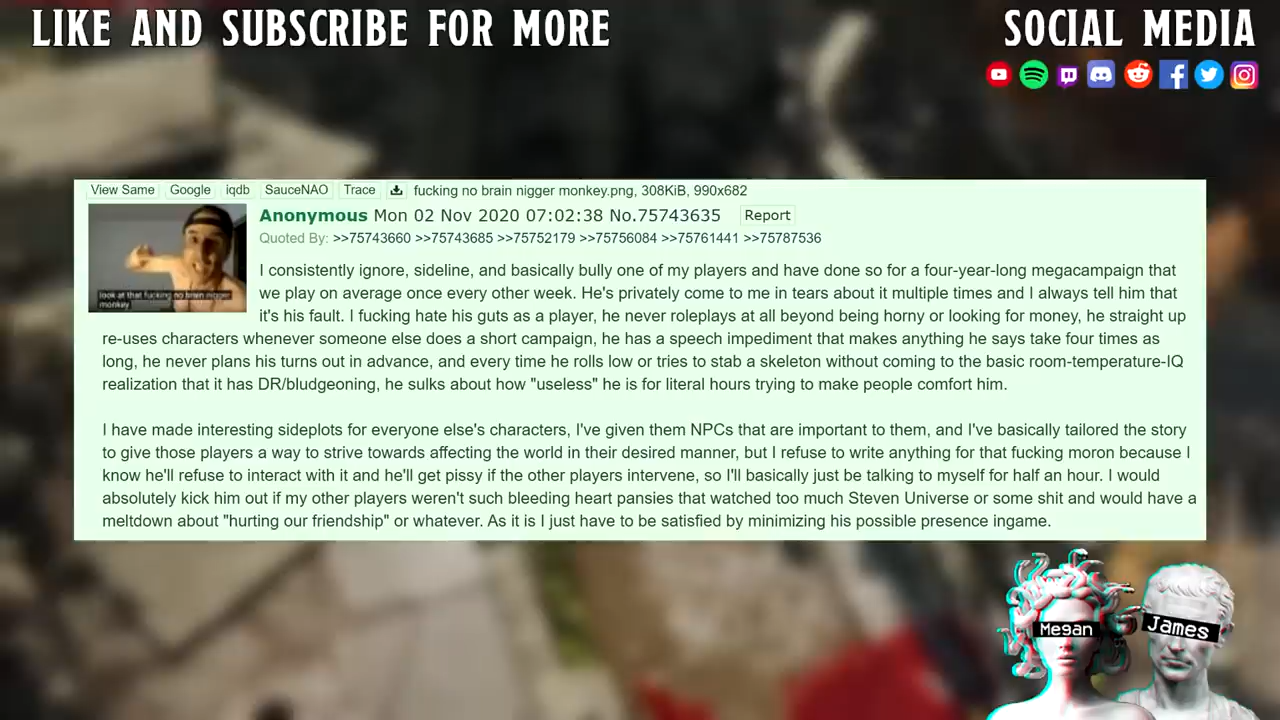 LIKE AND SUBSCRIBE FOR MORE
SOCIAL MEDIA
View Same Google iqdb SauceNAO Trace fucking no brain nigger monkey.png, 308KiB, 990x682
Anonymous Mon 02 Nov 2020 07:02:38 No.75743635 Report
Quoted By: >>75743660 >>75743685 >>75752179 >>75756084 >>75761441 >>75787536
look at that fucking no brain nigger
monkey
I consistently ignore, sideline, and basically bully one of my players and have done so for a four-year-long megacampaign that
we play on average once every other week. He's privately come to me in tears about it multiple times and I always tell him that
it's his fault. I fucking hate his guts as a player, he never roleplays at all beyond being horny or looking for money, he straight up
re-uses characters whenever someone else does a short campaign, he has a speech impediment that makes anything he says take four times as
long, he never plans his turns out in advance, and every time he rolls low or tries to stab a skeleton without coming to the basic room-temperature-IQ
realization that it has DR/bludgeoning, he sulks about how "useless" he is for literal hours trying to make people comfort him.
I have made interesting sideplots for everyone else's characters, I've given them NPCs that are important to them, and I've basically tailored the story
to give those players a way to strive towards affecting the world in their desired manner, but I refuse to write anything for that fucking moron because I
know he'll refuse to interact with it and he'll get pissy if the other players intervene, so I'll basically just be talking to myself for half an hour. I would
absolutely kick him out if my other players weren't such bleeding heart pansies that watched too much Steven Universe or some shit and would have a
meltdown about "hurting our friendship" or whatever. As it is I just have to be satisfied by minimizing his possible presence ingame.
Megan
James